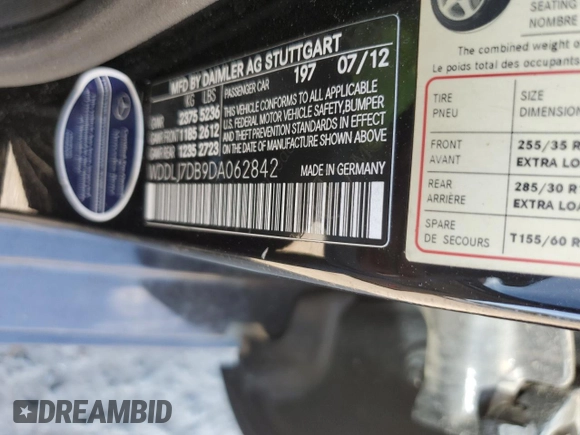 MFD BY DAIMLER AG STUTTGART
PASSENGER CAR 197 07/12
KG LBS
GVWR 2375 5236
GAWR FRONT 1185 2612
GAWR REAR 1235 2723
THIS VEHICLE CONFORMS TO ALL APPLICABLE
U.S. FEDERAL MOTOR VEHICLE SAFETY, BUMPER
AND THEFT PREVENTION STANDARDS IN EFFECT
ON THE DATE OF MANUFACTURE SHOWN ABOVE.
WDDLJ7DB9DA062842
MADE IN GERMANY
SEATING
NOMBRE
The combined weight of
Le poids total des occupants
TIRE SIZE
PNEU DIMENSION
FRONT 255/35 R
AVANT EXTRA LO
REAR 285/30 R
ARRIÈRE EXTRA LOA
SPARE
DE SECOURS T155/60 R
DREAMBID